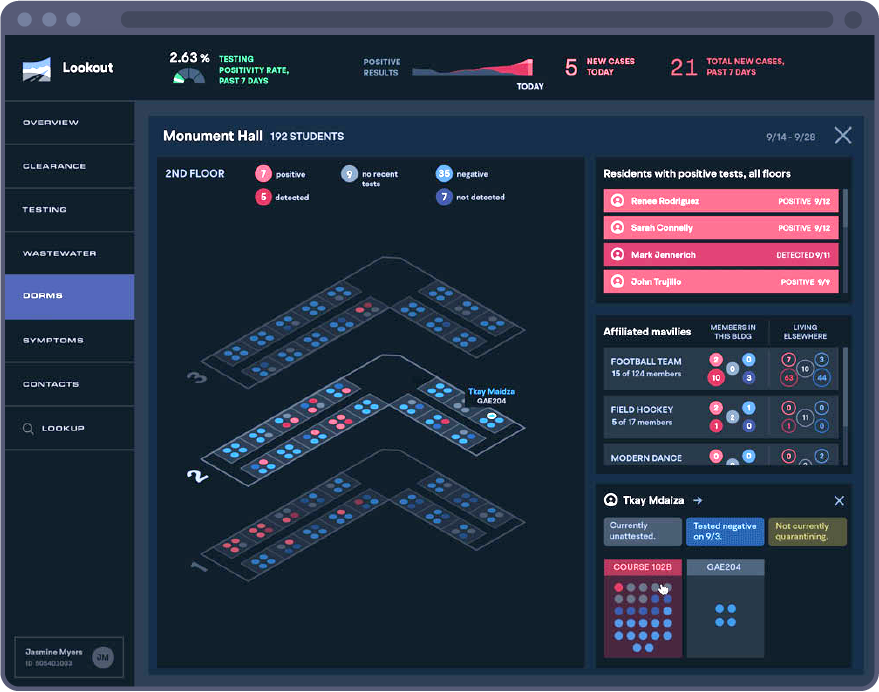 Lookout
2.63 %
TESTING
POSITIVITY RATE,
PAST 7 DAYS
POSITIVE
RESULTS
TODAY
5
NEW CASES
TODAY
21
TOTAL NEW CASES,
PAST 7 DAYS
OVERVIEW
CLEARANCE
TESTING
WASTEWATER
DORMS
SYMPTOMS
CONTACTS
LOOKUP
Jasmine Myers
JM
Monument Hall 192 STUDENTS
9/14 - 9/28
2ND FLOOR
7 positive
9 no recent
tests
35 negative
5 detected
7 not detected
3
Tkay Maidza
GAE204
2
1
Residents with positive tests, all floors
Renee Rodriguez POSITIVE 9/12
Sarah Connelly POSITIVE 9/12
Mark Jennerich DETECTED 9/11
John Trujillo POSITIVE 9/9
Affiliated mavilies
MEMBERS IN
THIS BLDG
LIVING
ELSEWHERE
FOOTBALL TEAM
15 of 124 members
2 0 0 10 3
7 3 10 63 44
FIELD HOCKEY
5 of 17 members
2 1 2 1 0
0 0 11 1 0
MODERN DANCE
0 0
0 2
Tkay Mdaiza
Currently
unattested.
Tested negative
on 9/3.
Not currently
quarantining.
COURSE 102B
GAE204